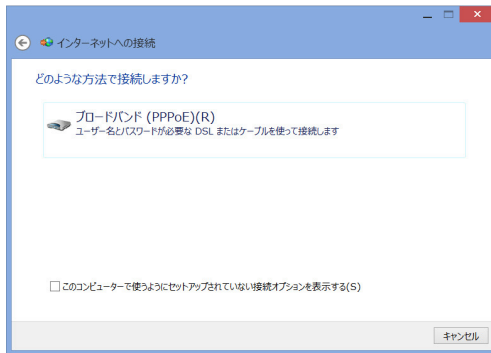 インターネットへの接続
どのような方法で接続しますか?
ブロードバンド (PPPoE)(R)
ユーザー名とパスワードが必要な DSL またはケーブルを使って接続します
このコンピューターで使うようにセットアップされていない接続オプションを表示する(S)
キャンセル